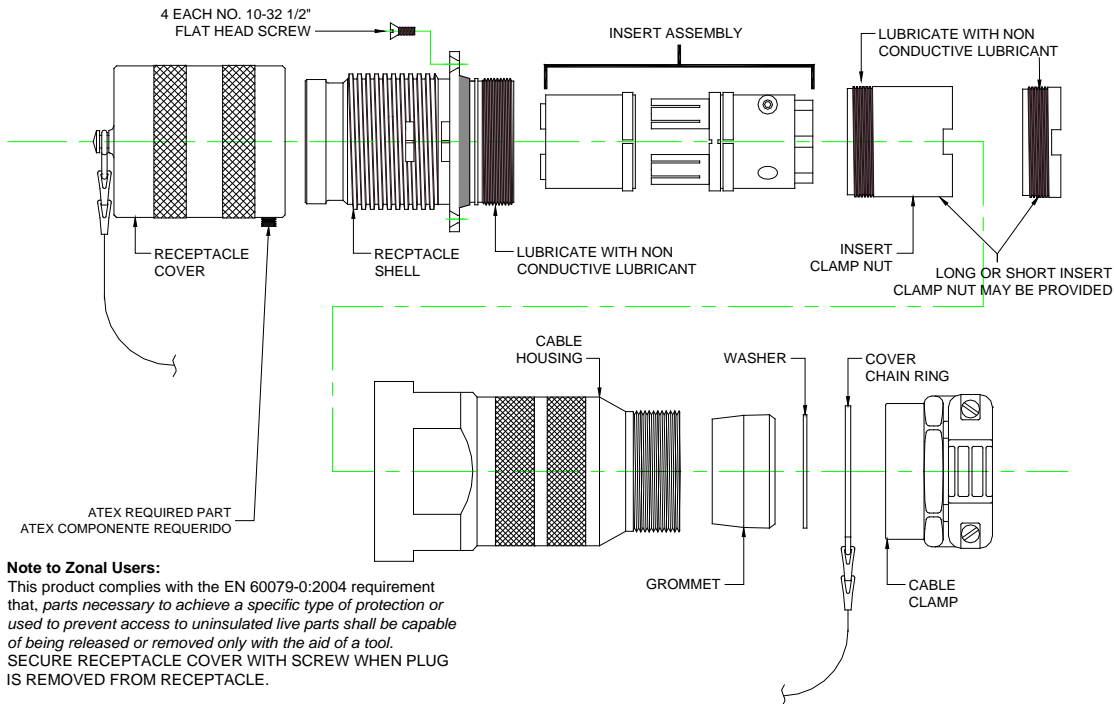 4 EACH NO. 10-32 1/2"
FLAT HEAD SCREW
INSERT ASSEMBLY
LUBRICATE WITH NON
CONDUCTIVE LUBRICANT
RECEPTACLE
COVER
RECPTACLE
SHELL
LUBRICATE WITH NON
CONDUCTIVE LUBRICANT
INSERT
CLAMP NUT
LONG OR SHORT INSERT
CLAMP NUT MAY BE PROVIDED
CABLE
HOUSING
WASHER
COVER
CHAIN RING
ATEX REQUIRED PART
ATEX COMPONENTE REQUERIDO
GROMMET
CABLE
CLAMP
Note to Zonal Users:
This product complies with the EN 60079-0:2004 requirement
that, parts necessary to achieve a specific type of protection or
used to prevent access to uninsulated live parts shall be capable
of being released or removed only with the aid of a tool.
SECURE RECEPTACLE COVER WITH SCREW WHEN PLUG
IS REMOVED FROM RECEPTACLE.